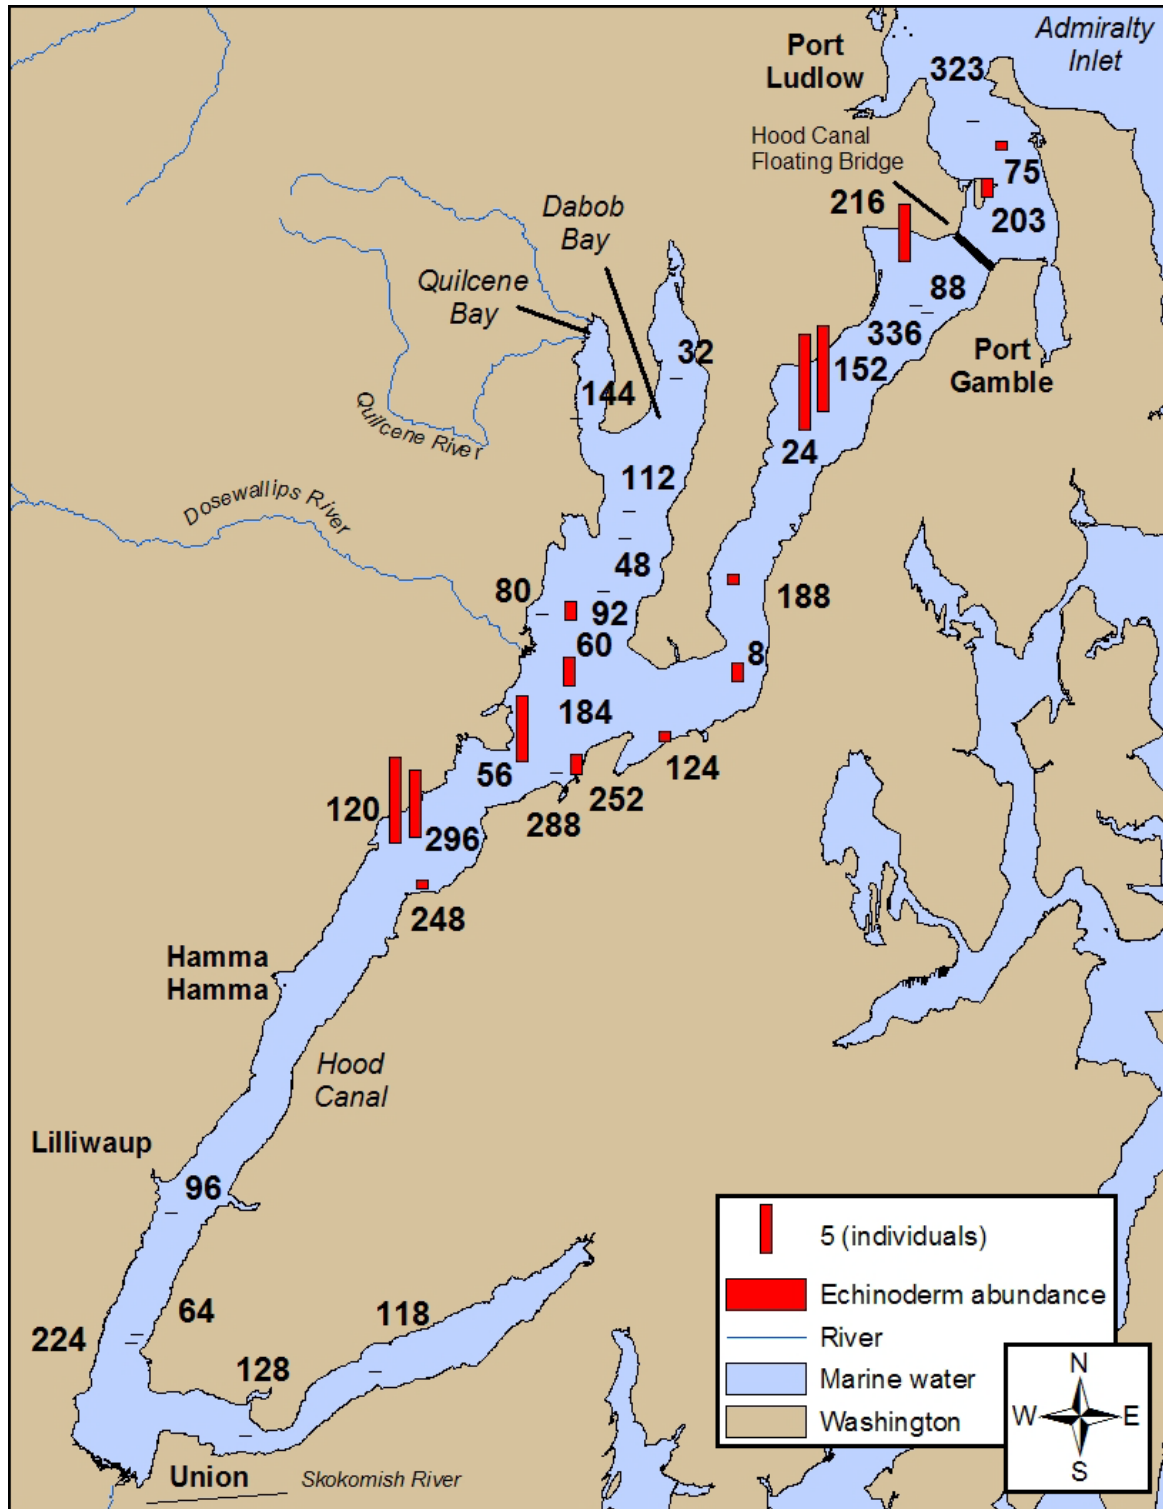 Admiralty
Inlet
Port
Ludlow
323
Hood Canal
Floating Bridge
75
216
203
Dabob
Bay
Quilcene
Bay
88
336
32
152
Port
Gamble
144
Quilcene River
24
112
Dosewallips River
48
80
92
188
60
8
184
56
124
252
120
288
296
248
Hamma
Hamma
Hood
Canal
Lilliwaup
96
64
118
224
128
Union
Skokomish River
5 (individuals)
Echinoderm abundance
River
Marine water
Washington
N
W
E
S